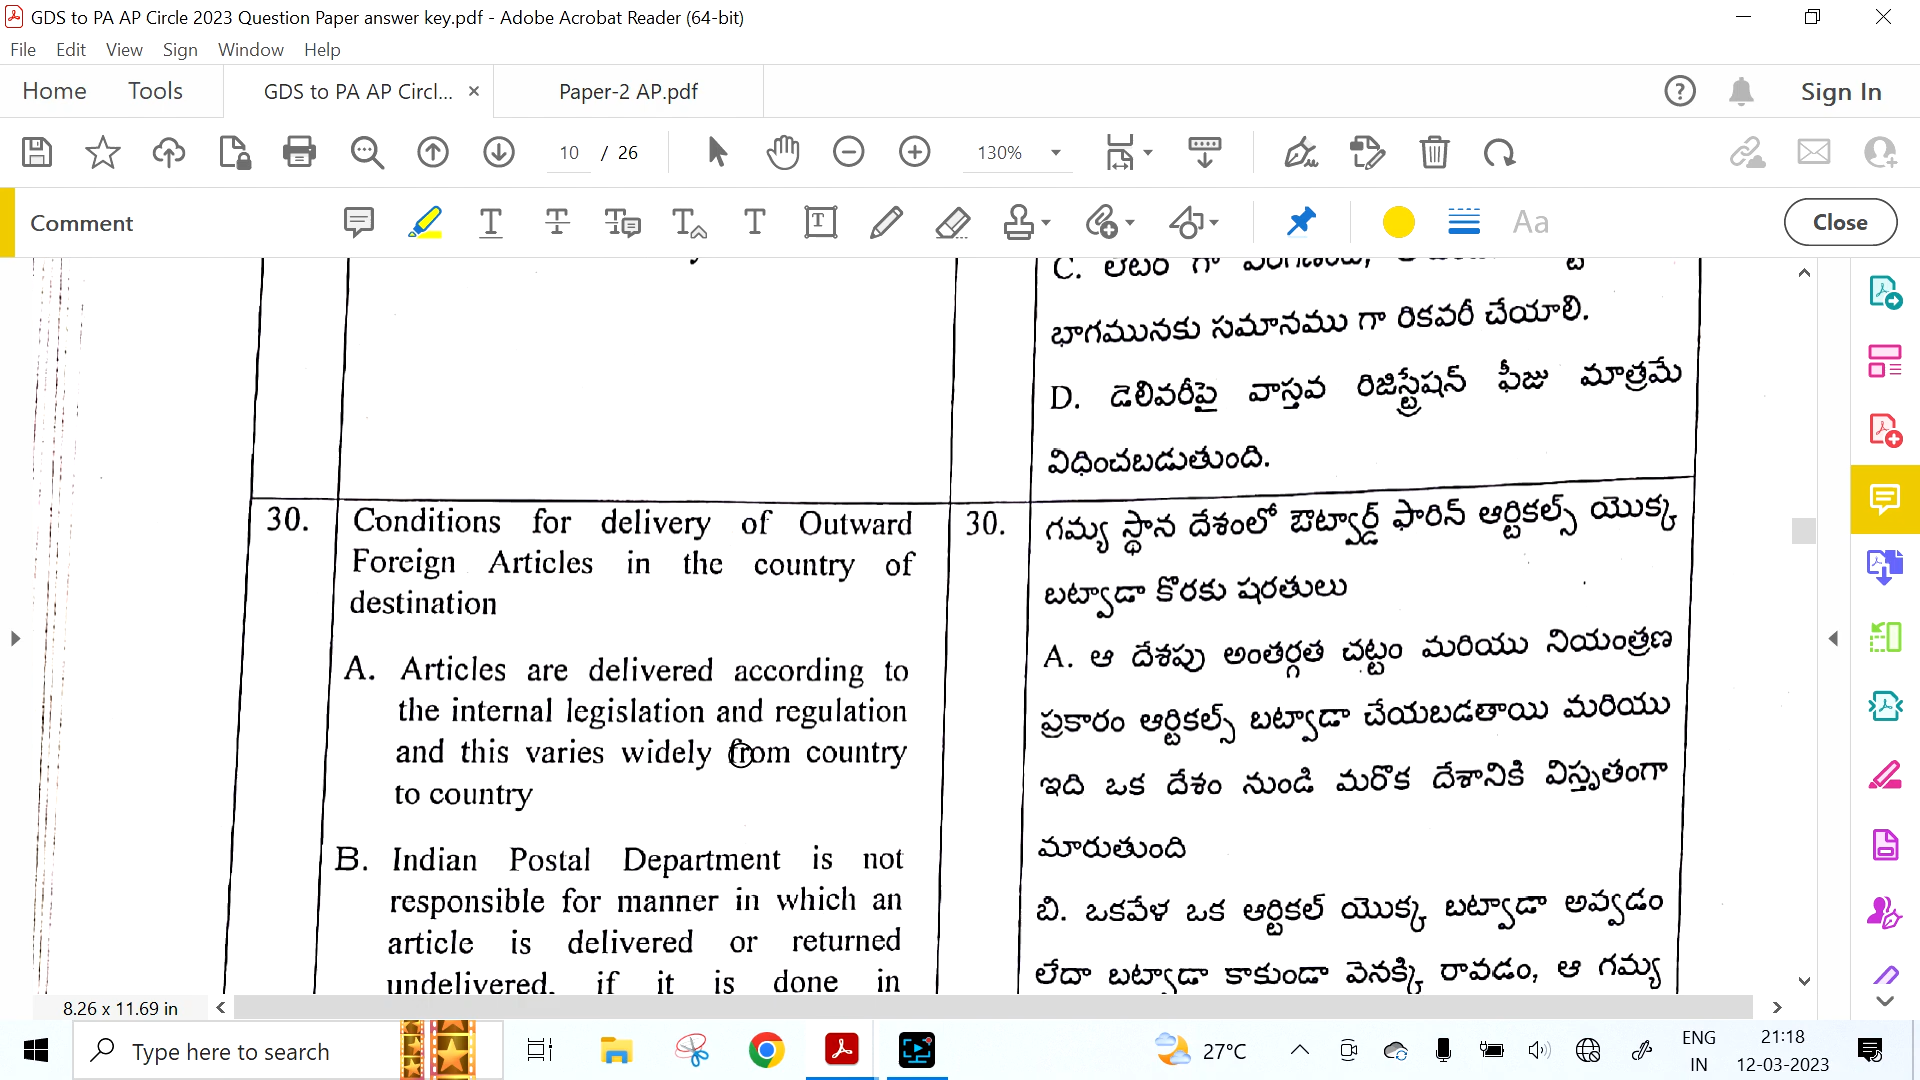 GDS to PA AP Circle 2023 Question Paper answer key.pdf - Adobe Acrobat Reader (64-bit)
File Edit View Sign Window Help
Home Tools GDS to PA AP Circl... × Paper-2 AP.pdf Sign In
10 / 26 130%
Comment Close
భాగమునకు సమానము గా రికవరీ చేయాలి.
D. డెలివరీపై వాస్తవ రిజిస్ట్రేషన్ ఫీజు మాత్రమే
విధించబడుతుంది.
30. Conditions for delivery of Outward
Foreign Articles in the country of
destination
A. Articles are delivered according to
the internal legislation and regulation
and this varies widely from country
to country
B. Indian Postal Department is not
responsible for manner in which an
article is delivered or returned
undelivered, if it is done in
30. గమ్య స్థాన దేశంలో ఔట్వార్డ్ ఫారిన్ ఆర్టికల్స్ యొక్క
బట్వాడా కొరకు షరతులు
A. ఆ దేశపు అంతర్గత చట్టం మరియు నియంత్రణ
ప్రకారం ఆర్టికల్స్ బట్వాడా చేయబడతాయి మరియు
ఇది ఒక దేశం నుండి మరొక దేశానికి విస్తృతంగా
మారుతుంది
బి. ఒకవేళ ఒక ఆర్టికల్ యొక్క బట్వాడా అవ్వడం
లేదా బట్వాడా కాకుండా వెనక్కి రావడం, ఆ గమ్య
8.26 x 11.69 in
Type here to search
27°C
ENG
IN
21:18
12-03-2023